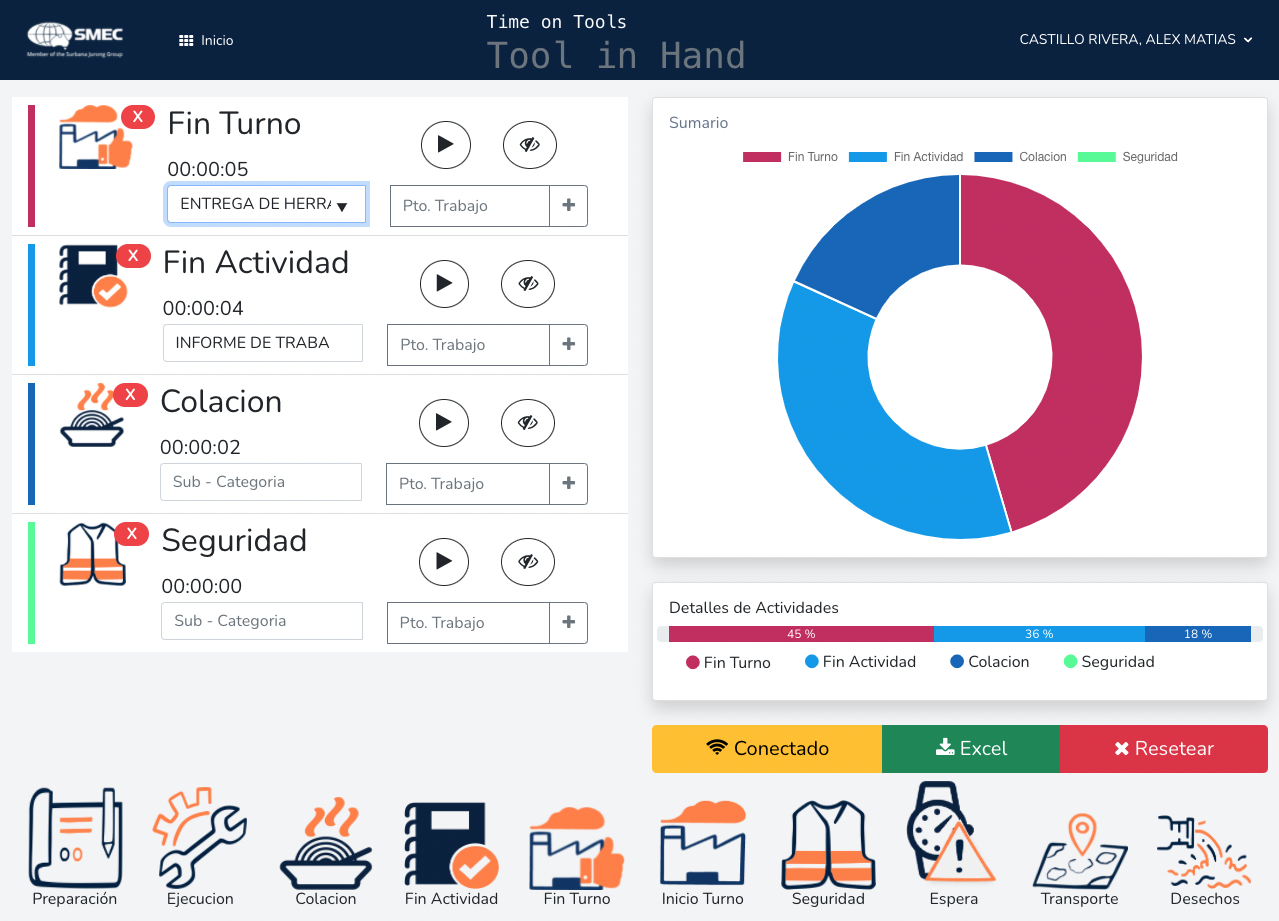 SMEC
Member of the Surbana Jurong Group
Inicio
Time on Tools
Tool in Hand
CASTILLO RIVERA, ALEX MATIAS
X
Fin Turno
00:00:05
ENTREGA DE HERRA
Pto. Trabajo
+
X
Fin Actividad
00:00:04
INFORME DE TRABA
Pto. Trabajo
+
X
Colacion
00:00:02
Sub - Categoria
Pto. Trabajo
+
X
Seguridad
00:00:00
Sub - Categoria
Pto. Trabajo
+
Sumario
Fin Turno Fin Actividad Colacion Seguridad
Detalles de Actividades
45 % 36 % 18 %
Fin Turno Fin Actividad Colacion Seguridad
Conectado Excel Resetear
Preparación Ejecucion Colacion Fin Actividad Fin Turno Inicio Turno Seguridad Espera Transporte Desechos